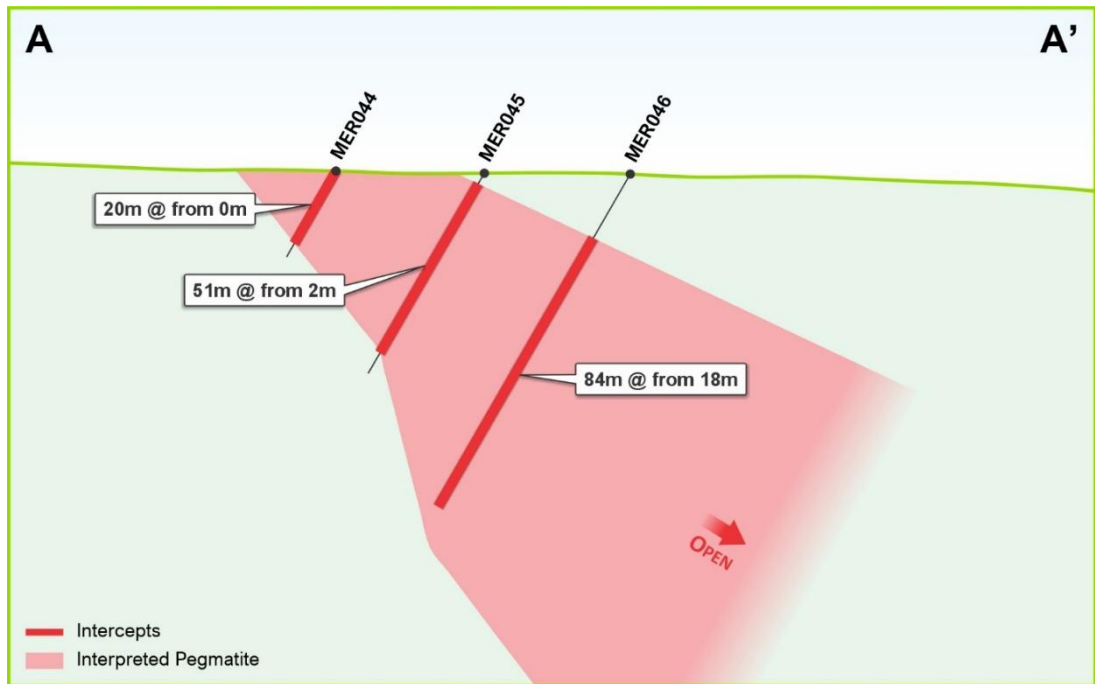 A
A’
MER044
MER045
MER046
20m @ from 0m
51m @ from 2m
84m @ from 18m
OPEN
Intercepts
Interpreted Pegmatite